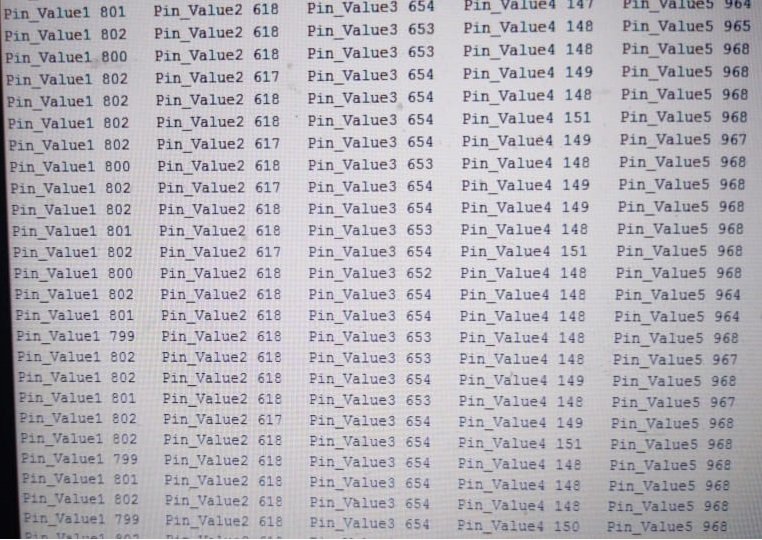 Pin_Value1 801 Pin_Value2 618 Pin_Value3 654 Pin_Value4 147 Pin_Value5 964
Pin_Value1 802 Pin_Value2 618 Pin_Value3 653 Pin_Value4 148 Pin_Value5 965
Pin_Value1 800 Pin_Value2 618 Pin_Value3 653 Pin_Value4 148 Pin_Value5 968
Pin_Value1 802 Pin_Value2 617 Pin_Value3 654 Pin_Value4 149 Pin_Value5 968
Pin_Value1 802 Pin_Value2 618 Pin_Value3 654 Pin_Value4 148 Pin_Value5 968
Pin_Value1 802 Pin_Value2 618 Pin_Value3 654 Pin_Value4 151 Pin_Value5 968
Pin_Value1 802 Pin_Value2 617 Pin_Value3 654 Pin_Value4 149 Pin_Value5 967
Pin_Value1 800 Pin_Value2 618 Pin_Value3 653 Pin_Value4 148 Pin_Value5 968
Pin_Value1 802 Pin_Value2 617 Pin_Value3 654 Pin_Value4 149 Pin_Value5 968
Pin_Value1 802 Pin_Value2 618 Pin_Value3 654 Pin_Value4 149 Pin_Value5 968
Pin_Value1 801 Pin_Value2 618 Pin_Value3 653 Pin_Value4 148 Pin_Value5 968
Pin_Value1 802 Pin_Value2 617 Pin_Value3 654 Pin_Value4 151 Pin_Value5 968
Pin_Value1 800 Pin_Value2 618 Pin_Value3 652 Pin_Value4 148 Pin_Value5 968
Pin_Value1 802 Pin_Value2 618 Pin_Value3 654 Pin_Value4 148 Pin_Value5 964
Pin_Value1 801 Pin_Value2 618 Pin_Value3 654 Pin_Value4 148 Pin_Value5 964
Pin_Value1 799 Pin_Value2 618 Pin_Value3 653 Pin_Value4 148 Pin_Value5 968
Pin_Value1 802 Pin_Value2 618 Pin_Value3 653 Pin_Value4 148 Pin_Value5 967
Pin_Value1 802 Pin_Value2 618 Pin_Value3 654 Pin_Value4 149 Pin_Value5 968
Pin_Value1 801 Pin_Value2 618 Pin_Value3 653 Pin_Value4 148 Pin_Value5 967
Pin_Value1 802 Pin_Value2 617 Pin_Value3 654 Pin_Value4 149 Pin_Value5 968
Pin_Value1 802 Pin_Value2 618 Pin_Value3 654 Pin_Value4 151 Pin_Value5 968
Pin_Value1 799 Pin_Value2 618 Pin_Value3 654 Pin_Value4 148 Pin_Value5 968
Pin_Value1 801 Pin_Value2 618 Pin_Value3 654 Pin_Value4 148 Pin_Value5 968
Pin_Value1 802 Pin_Value2 618 Pin_Value3 654 Pin_Value4 148 Pin_Value5 968
Pin_Value1 799 Pin_Value2 618 Pin_Value3 654 Pin_Value4 150 Pin_Value5 968